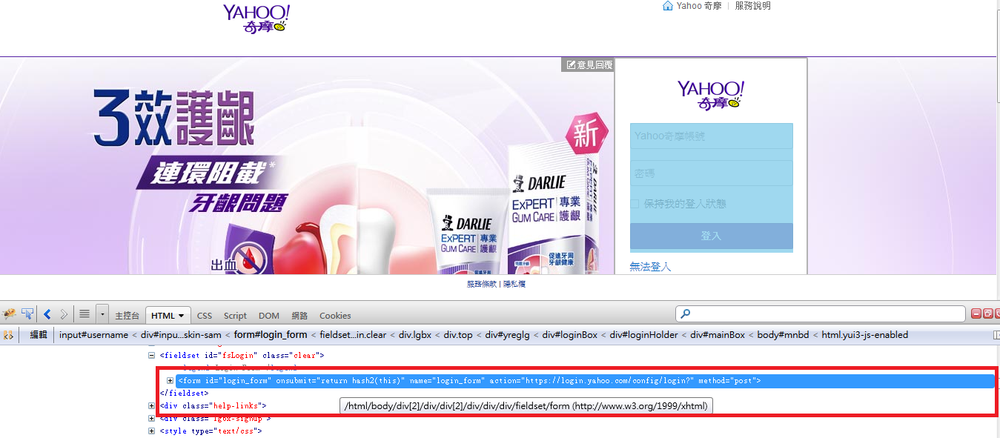 YAHOO!
奇摩
Yahoo 奇摩 | 服務說明
意見回覆
3效護齦
連環阻截*
牙齦問題
出血
新
DARLIE
EXPERT 專業
GUM CARE 護齦
促進牙周
牙齦健康
DARLIE
EXPERT 專業
GUM CARE 護齦
YAHOO!
奇摩
Yahoo奇摩帳號
密碼
保持我的登入狀態
登入
無法登入
服務條款 | 隱私權
主控台 HTML CSS Script DOM 網路 Cookies
編輯 input#username < div#inpu...skin-sam < form#login_form < fieldset...in.clear < div.lgbx < div.top < div#yreglg < div#loginBox < div#loginHolder < div#mainBox < body#mnbd < html.yui3-js-enabled
<fieldset id="fsLogin" class="clear">
<form id="login_form" onsubmit="return hash2(this)" name="login_form" action="https://login.yahoo.com/config/login?" method="post">
</fieldset>
<div class="help-links">
/html/body/div[2]/div/div[2]/div/div/div/fieldset/form (http://www.w3.org/1999/xhtml)
<div class="lgbx-signup">
<style type="text/css">